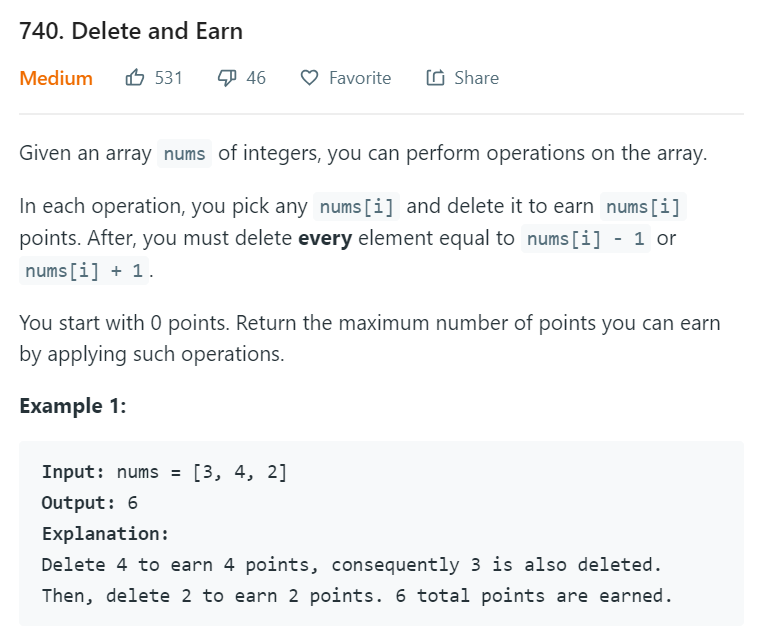 740. Delete and Earn
Medium 531 46 Favorite Share
Given an array nums of integers, you can perform operations on the array.
In each operation, you pick any nums[i] and delete it to earn nums[i]
points. After, you must delete every element equal to nums[i] - 1 or
nums[i] + 1.
You start with 0 points. Return the maximum number of points you can earn
by applying such operations.
Example 1:
Input: nums = [3, 4, 2]
Output: 6
Explanation:
Delete 4 to earn 4 points, consequently 3 is also deleted.
Then, delete 2 to earn 2 points. 6 total points are earned.